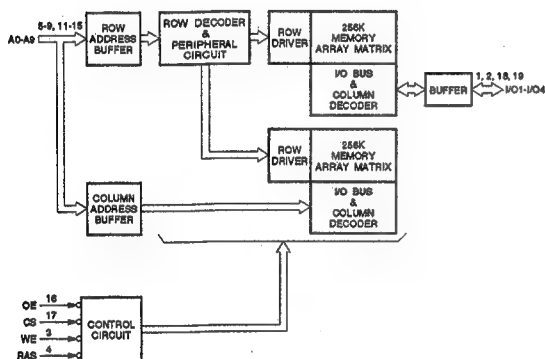 5-9, 11-15
A0-A9
ROW
ADDRESS
BUFFER
ROW DECODER
&
PERIPHERAL
CIRCUIT
ROW
DRIVER
256K
MEMORY
ARRAY MATRIX
I/O BUS
&
COLUMN
DECODER
BUFFER
1, 2, 18, 19
I/O1-I/O4
ROW
DRIVER
256K
MEMORY
ARRAY MATRIX
I/O BUS
&
COLUMN
DECODER
COLUMN
ADDRESS
BUFFER
OE 16
CS 17
WE 3
RAS 4
CONTROL
CIRCUIT